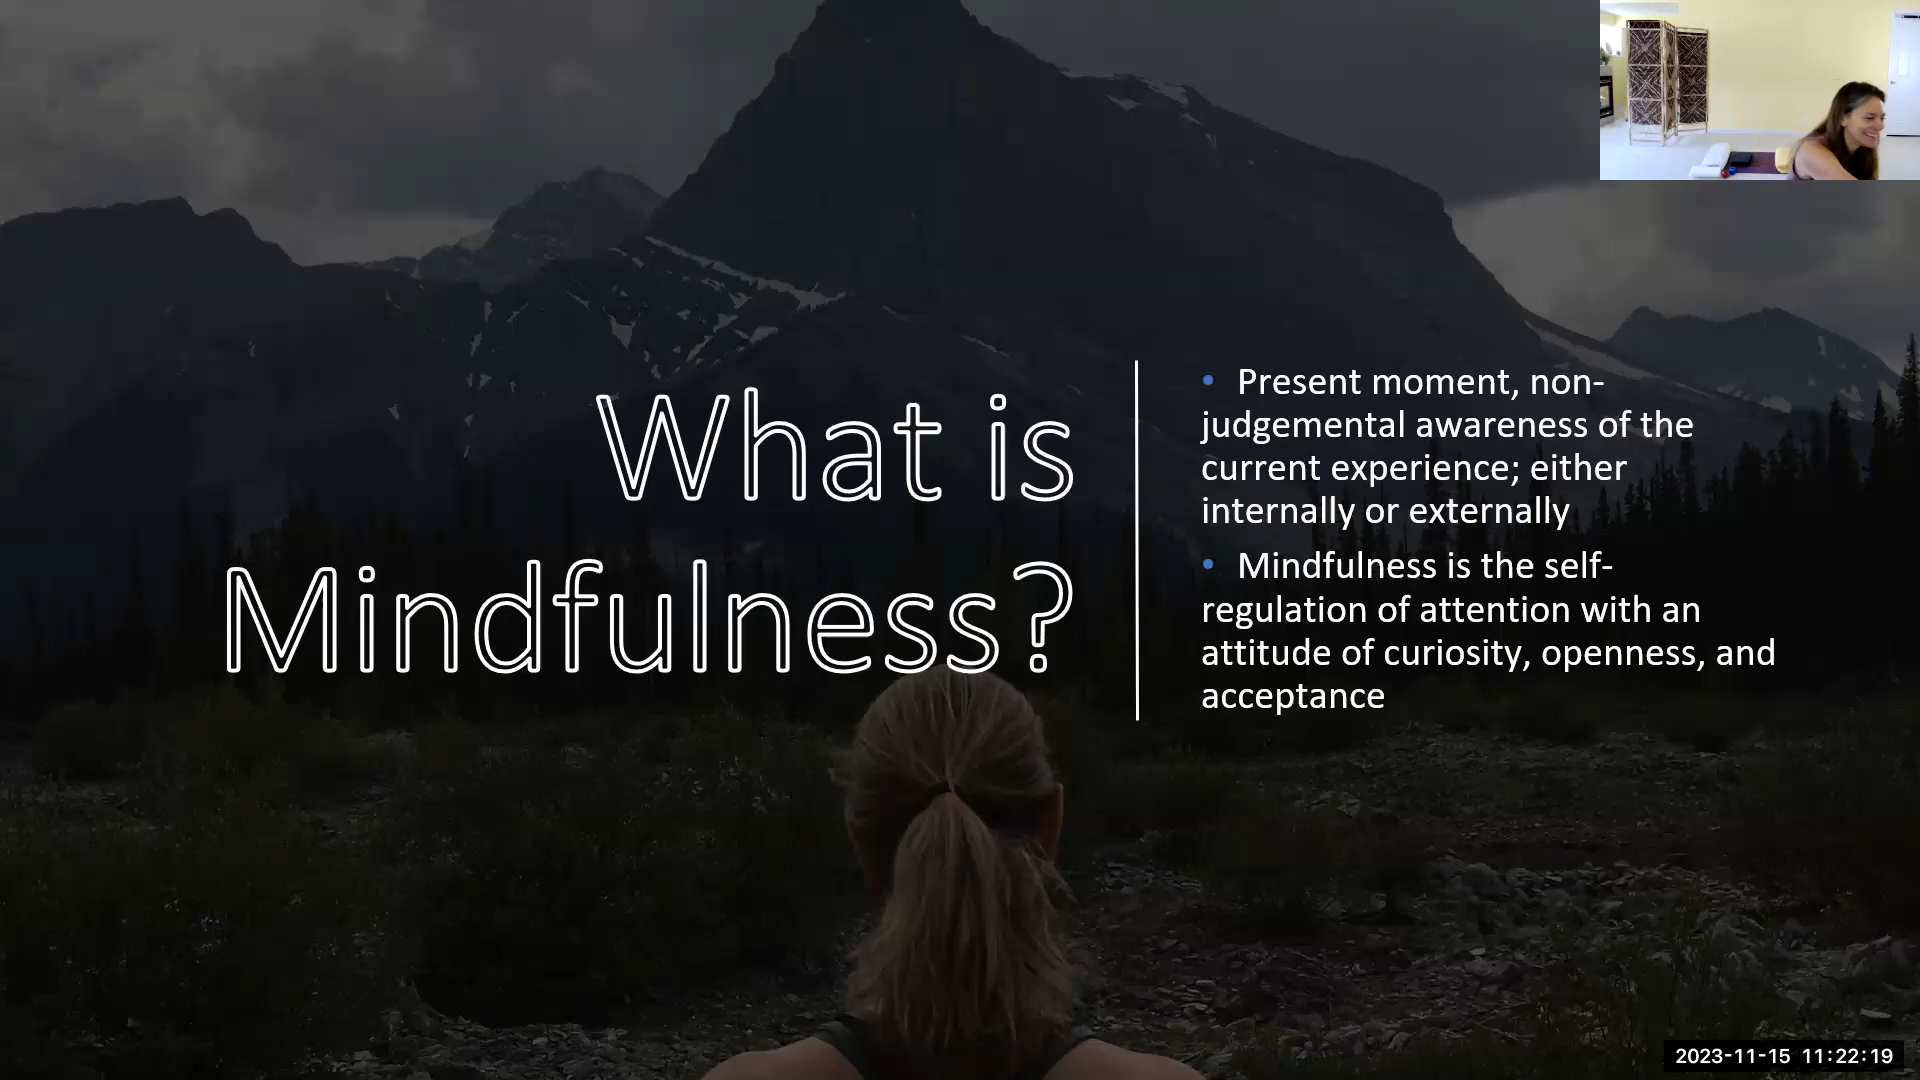 What is
Mindfulness?
• Present moment, non-
judgemental awareness of the
current experience; either
internally or externally
• Mindfulness is the self-
regulation of attention with an
attitude of curiosity, openness, and
acceptance
2023-11-15 11:22:19